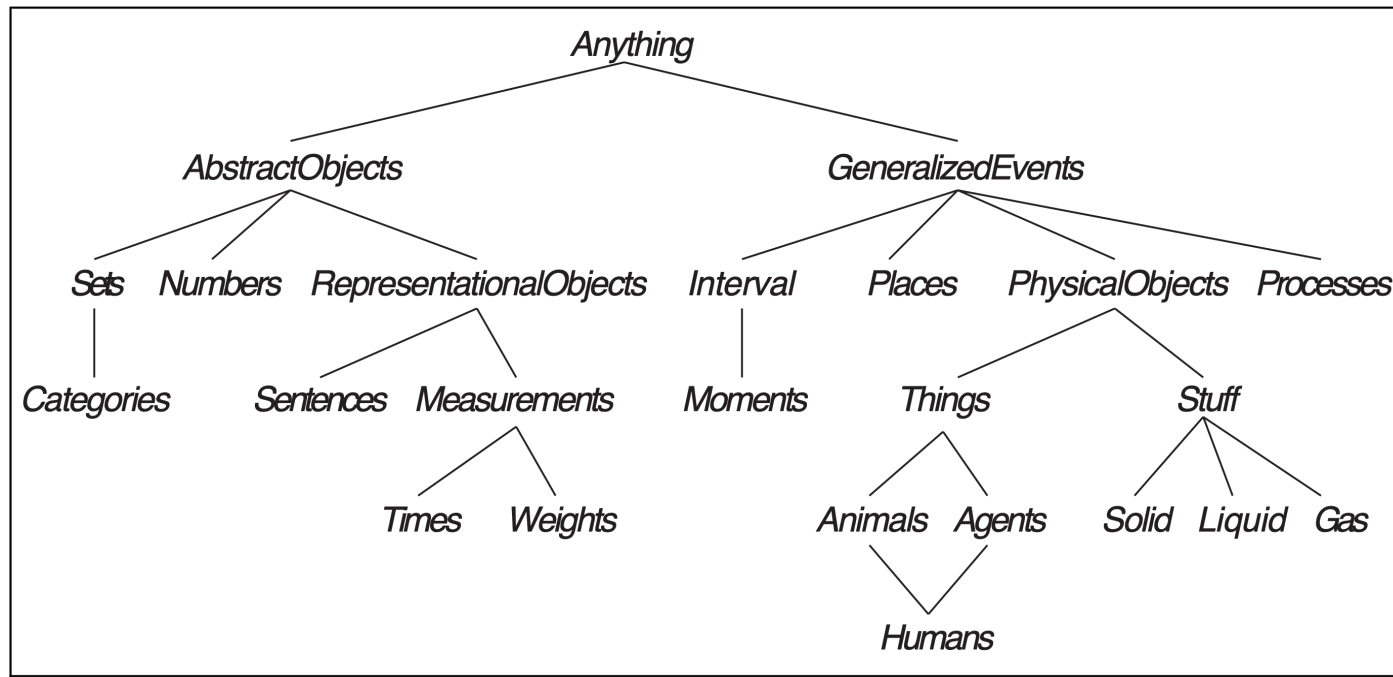 Anything
AbstractObjects GeneralizedEvents
Sets Numbers RepresentationalObjects Interval Places PhysicalObjects Processes
Categories Sentences Measurements Moments Things Stuff
Times Weights Animals Agents Solid Liquid Gas
Humans